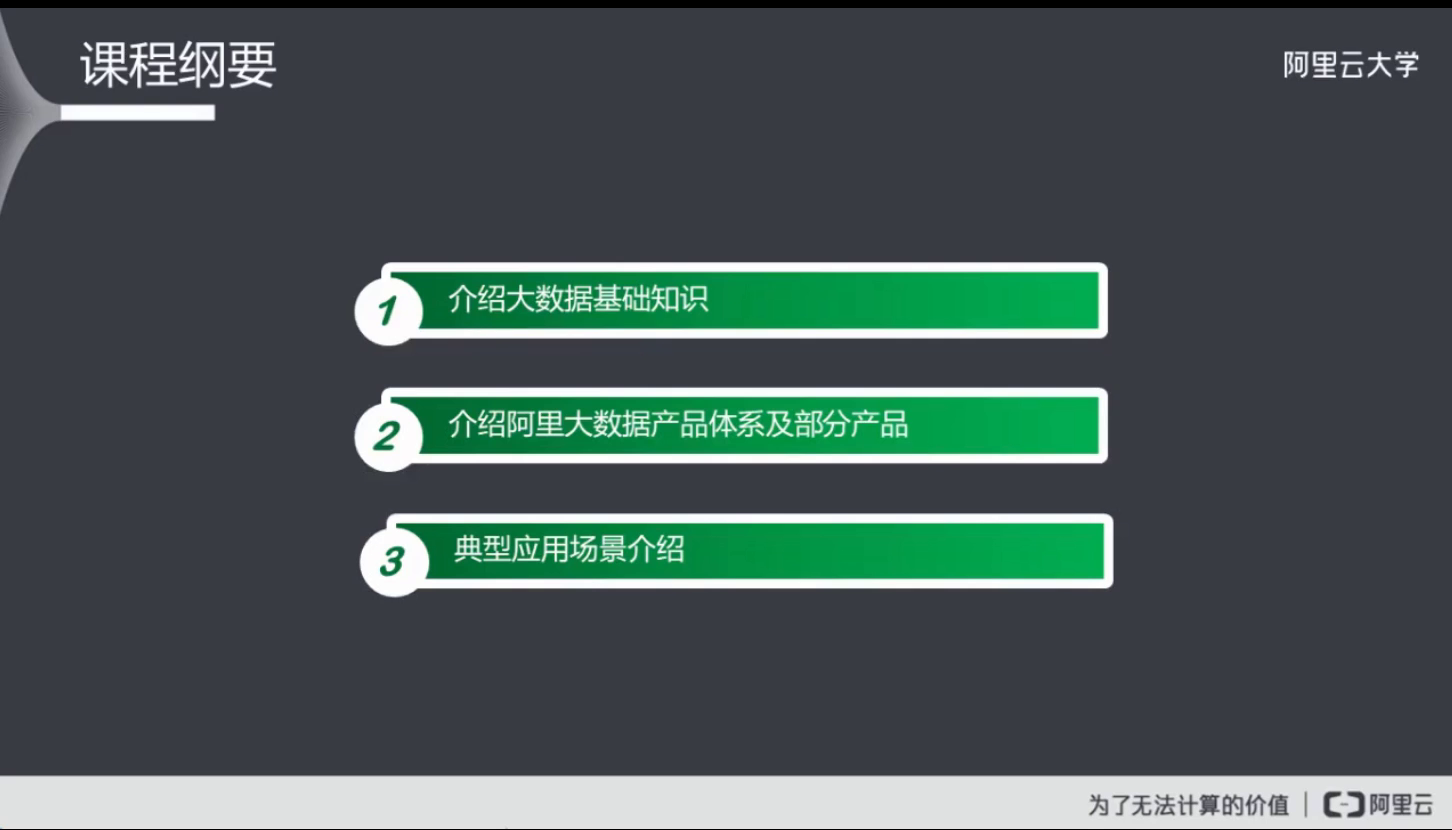 课程纲要
阿里云大学
1 介绍大数据基础知识
2 介绍阿里大数据产品体系及部分产品
3 典型应用场景介绍
为了无法计算的价值 | 阿里云